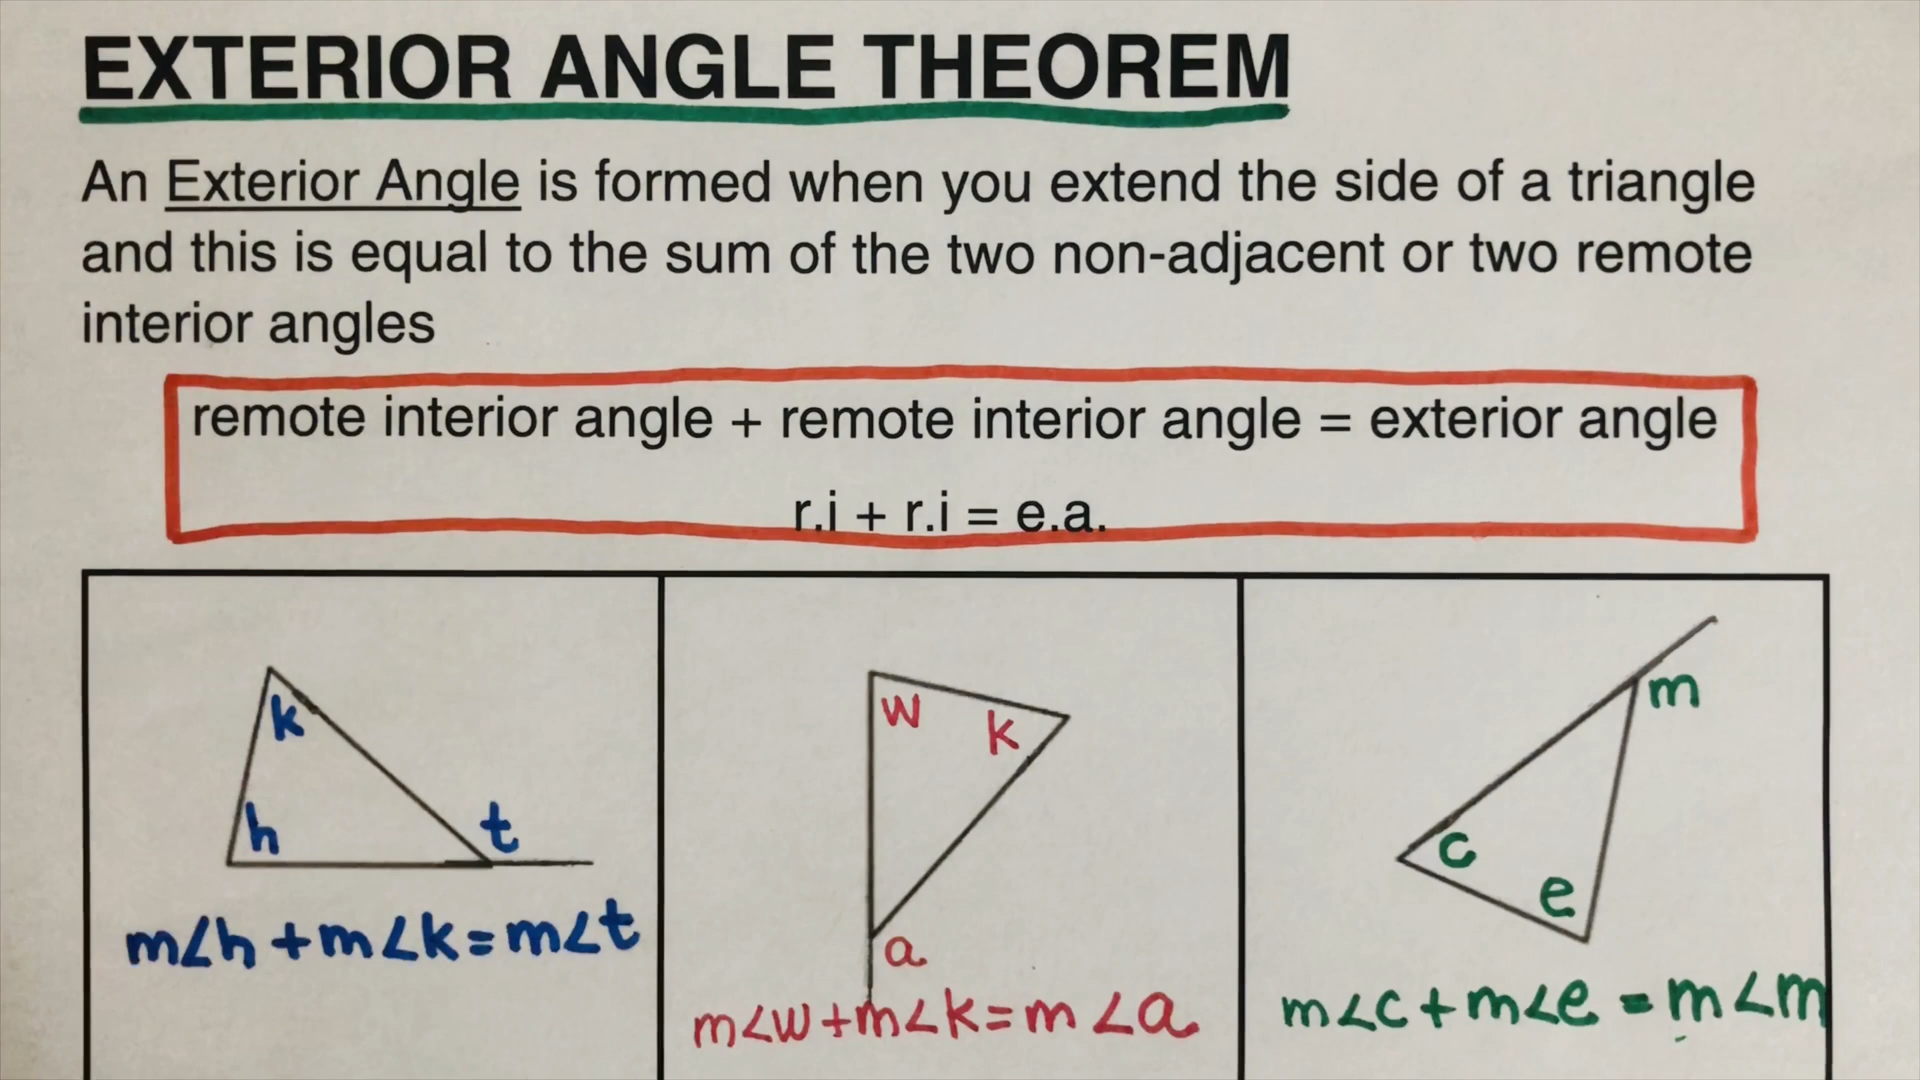 EXTERIOR ANGLE THEOREM
An Exterior Angle is formed when you extend the side of a triangle
and this is equal to the sum of the two non-adjacent or two remote
interior angles
remote interior angle + remote interior angle = exterior angle
r.i + r.i = e.a.
k
h
t
m∠h + m∠k = m∠t
w
k
a
m∠w + m∠k = m∠a
m
c
e
m∠c + m∠e = m∠m